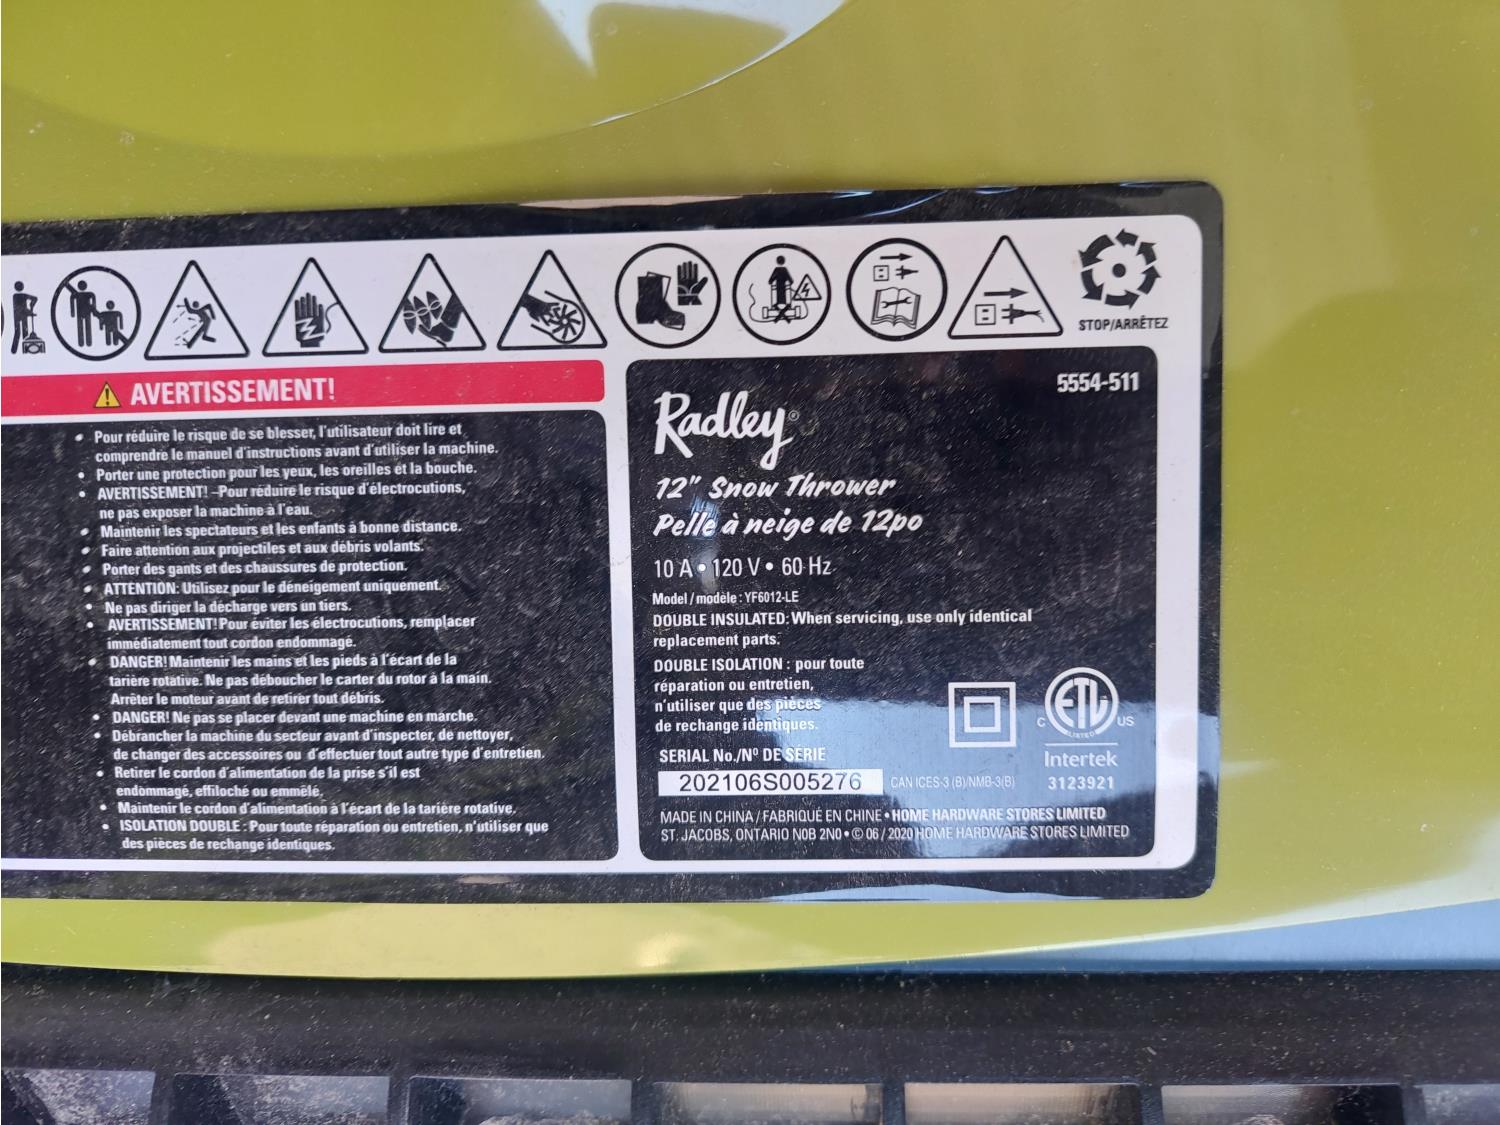 STOP/ARRÊTEZ
AVERTISSEMENT!
• Pour réduire le risque de se blesser, l'utilisateur doit lire et
comprendre le manuel d'instructions avant d'utiliser la machine.
• Porter une protection pour les yeux, les oreilles et la bouche.
• AVERTISSEMENT! –Pour réduire le risque d'électrocutions,
ne pas exposer la machine à l'eau.
• Maintenir les spectateurs et les enfants à bonne distance.
• Faire attention aux projectiles et aux débris volants.
• Porter des gants et des chaussures de protection.
• ATTENTION: Utilisez pour le déneigement uniquement.
• Ne pas diriger la décharge vers un tiers.
• AVERTISSEMENT! Pour éviter les électrocutions, remplacer
immédiatement tout cordon endommagé.
• DANGER! Maintenir les mains et les pieds à l'écart de la
tarière rotative. Ne pas déboucher le carter du rotor à la main.
Arrêter le moteur avant de retirer tout débris.
• DANGER! Ne pas se placer devant une machine en marche.
• Débrancher la machine du secteur avant d'inspecter, de nettoyer,
de changer des accessoires ou d'effectuer tout autre type d'entretien.
• Retirer le cordon d'alimentation de la prise s'il est
endommagé, effiloché ou emmêlé.
• Maintenir le cordon d'alimentation à l'écart de la tarière rotative.
• ISOLATION DOUBLE : Pour toute réparation ou entretien, n'utiliser que
des pièces de rechange identiques.
5554-511
Radley®
12" Snow Thrower
Pelle à neige de 12po
10 A • 120 V • 60 Hz
Model / modèle : YF6012-LE
DOUBLE INSULATED: When servicing, use only identical
replacement parts.
DOUBLE ISOLATION : pour toute
réparation ou entretien,
n'utiliser que des pièces
de rechange identiques.
C ETL US
LISTED
Intertek
3123921
SERIAL No./Nº DE SÉRIE
202106S005276 CAN ICES-3 (B)/NMB-3(B)
MADE IN CHINA / FABRIQUÉ EN CHINE • HOME HARDWARE STORES LIMITED
ST. JACOBS, ONTARIO N0B 2N0 • © 06 / 2020 HOME HARDWARE STORES LIMITED